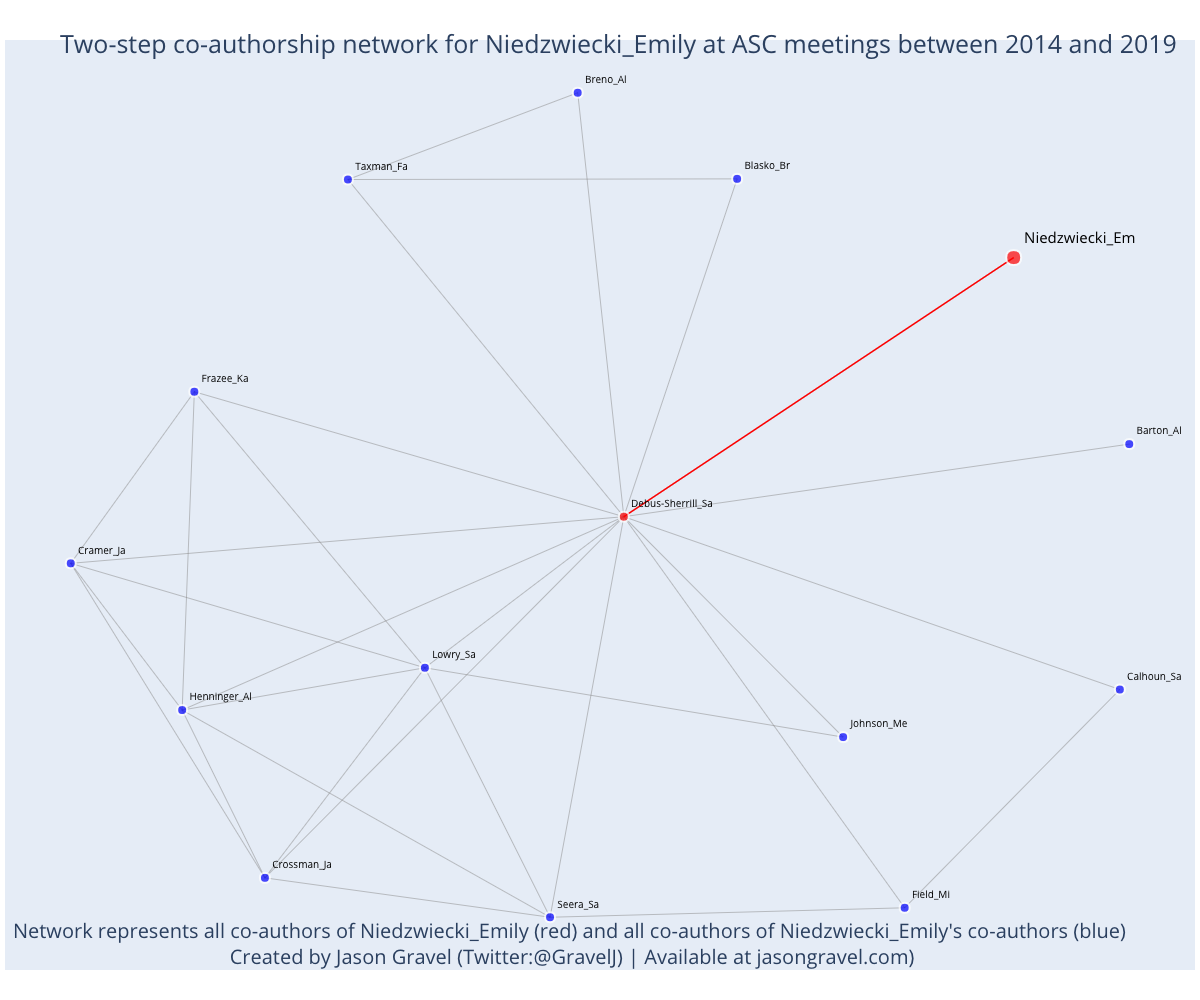 Two-step co-authorship network for Niedzwiecki_Emily at ASC meetings between 2014 and 2019
Breno_Al
Taxman_Fa
Blasko_Br
Niedzwiecki_Em
Frazee_Ka
Barton_Al
Debus-Sherrill_Sa
Cramer_Ja
Lowry_Sa
Calhoun_Sa
Henninger_Al
Johnson_Me
Crossman_Ja
Field_Mi
Seera_Sa
Network represents all co-authors of Niedzwiecki_Emily (red) and all co-authors of Niedzwiecki_Emily's co-authors (blue)
Created by Jason Gravel (Twitter:@GravelJ) | Available at jasongravel.com)